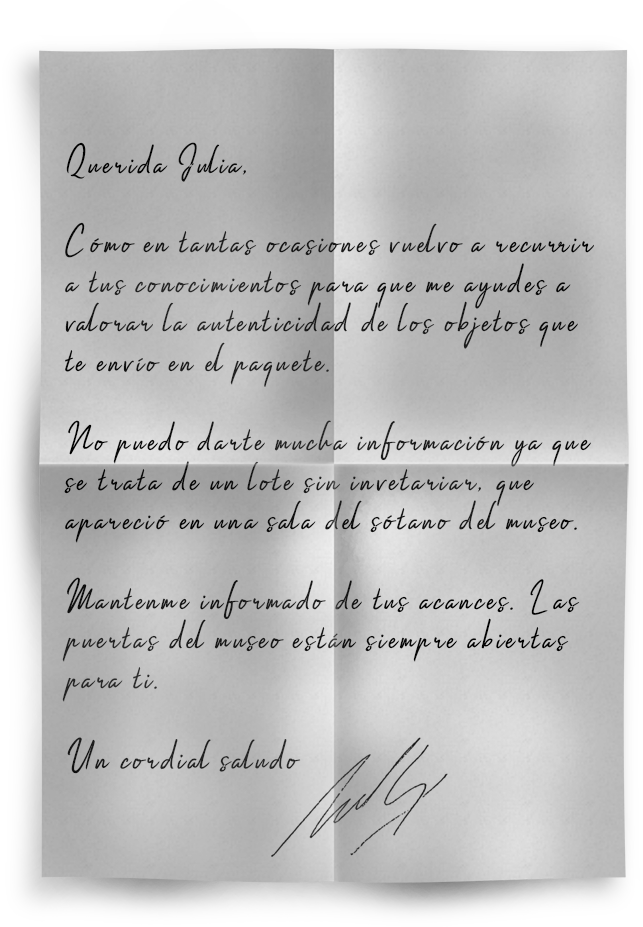 Querida Julia,
Cómo en tantas ocasiones vuelvo a recurrir
a tus conocimientos para que me ayudes a
valorar la autenticidad de los objetos que
te envío en el paquete.
No puedo darte mucha información ya que
se trata de un lote sin invetariar, que
apareció en una sala del sótano del museo.
Mantenme informado de tus acances. Las
puertas del museo están siempre abiertas
para ti.
Un cordial saludo